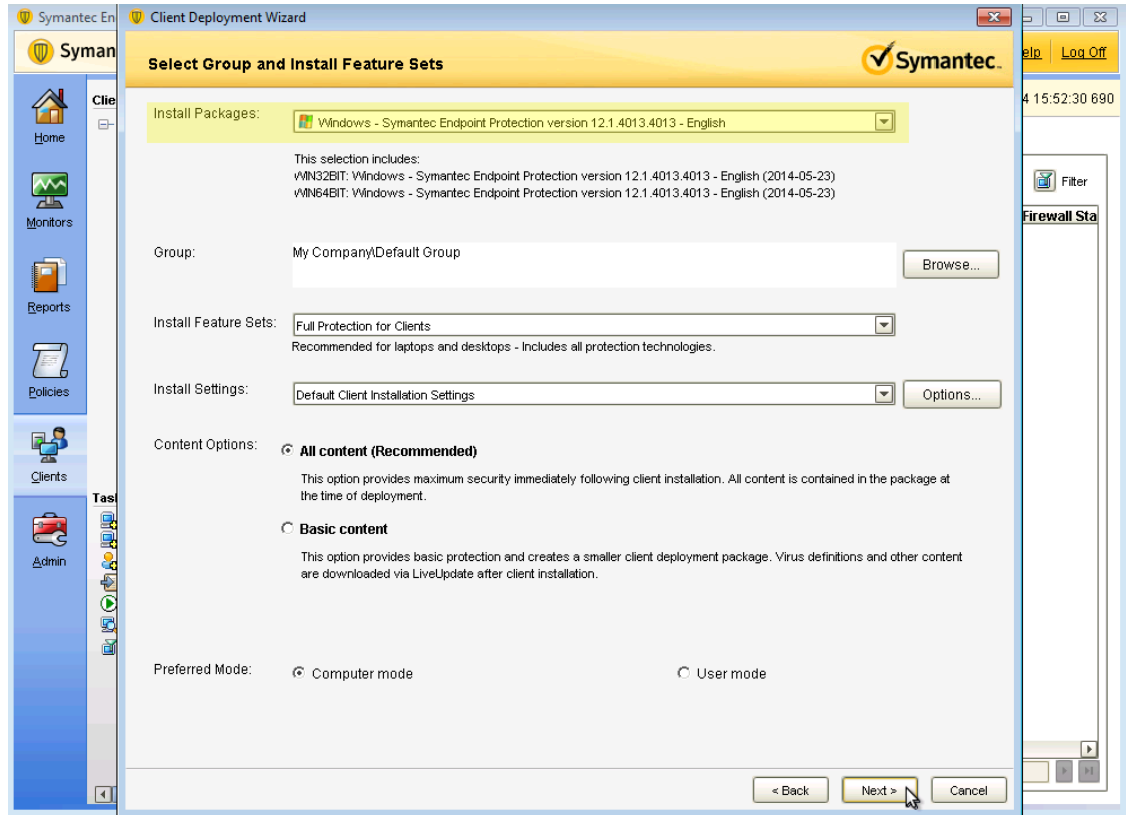 Symantec En
Client Deployment Wizard
Syman
Select Group and Install Feature Sets
Symantec.
elp Log Off
Clie
4 15:52:30 690
Home
Monitors
Reports
Policies
Clients
Admin
Task
Install Packages:
Windows - Symantec Endpoint Protection version 12.1.4013.4013 - English
This selection includes:
WIN32BIT: Windows - Symantec Endpoint Protection version 12.1.4013.4013 - English (2014-05-23)
WIN64BIT: Windows - Symantec Endpoint Protection version 12.1.4013.4013 - English (2014-05-23)
Filter
Firewall Sta
Group:
My Company\Default Group
Browse...
Install Feature Sets:
Full Protection for Clients
Recommended for laptops and desktops - Includes all protection technologies.
Install Settings:
Default Client Installation Settings
Options...
Content Options:
All content (Recommended)
This option provides maximum security immediately following client installation. All content is contained in the package at
the time of deployment.
Basic content
This option provides basic protection and creates a smaller client deployment package. Virus definitions and other content
are downloaded via LiveUpdate after client installation.
Preferred Mode:
Computer mode
User mode
< Back
Next >
Cancel